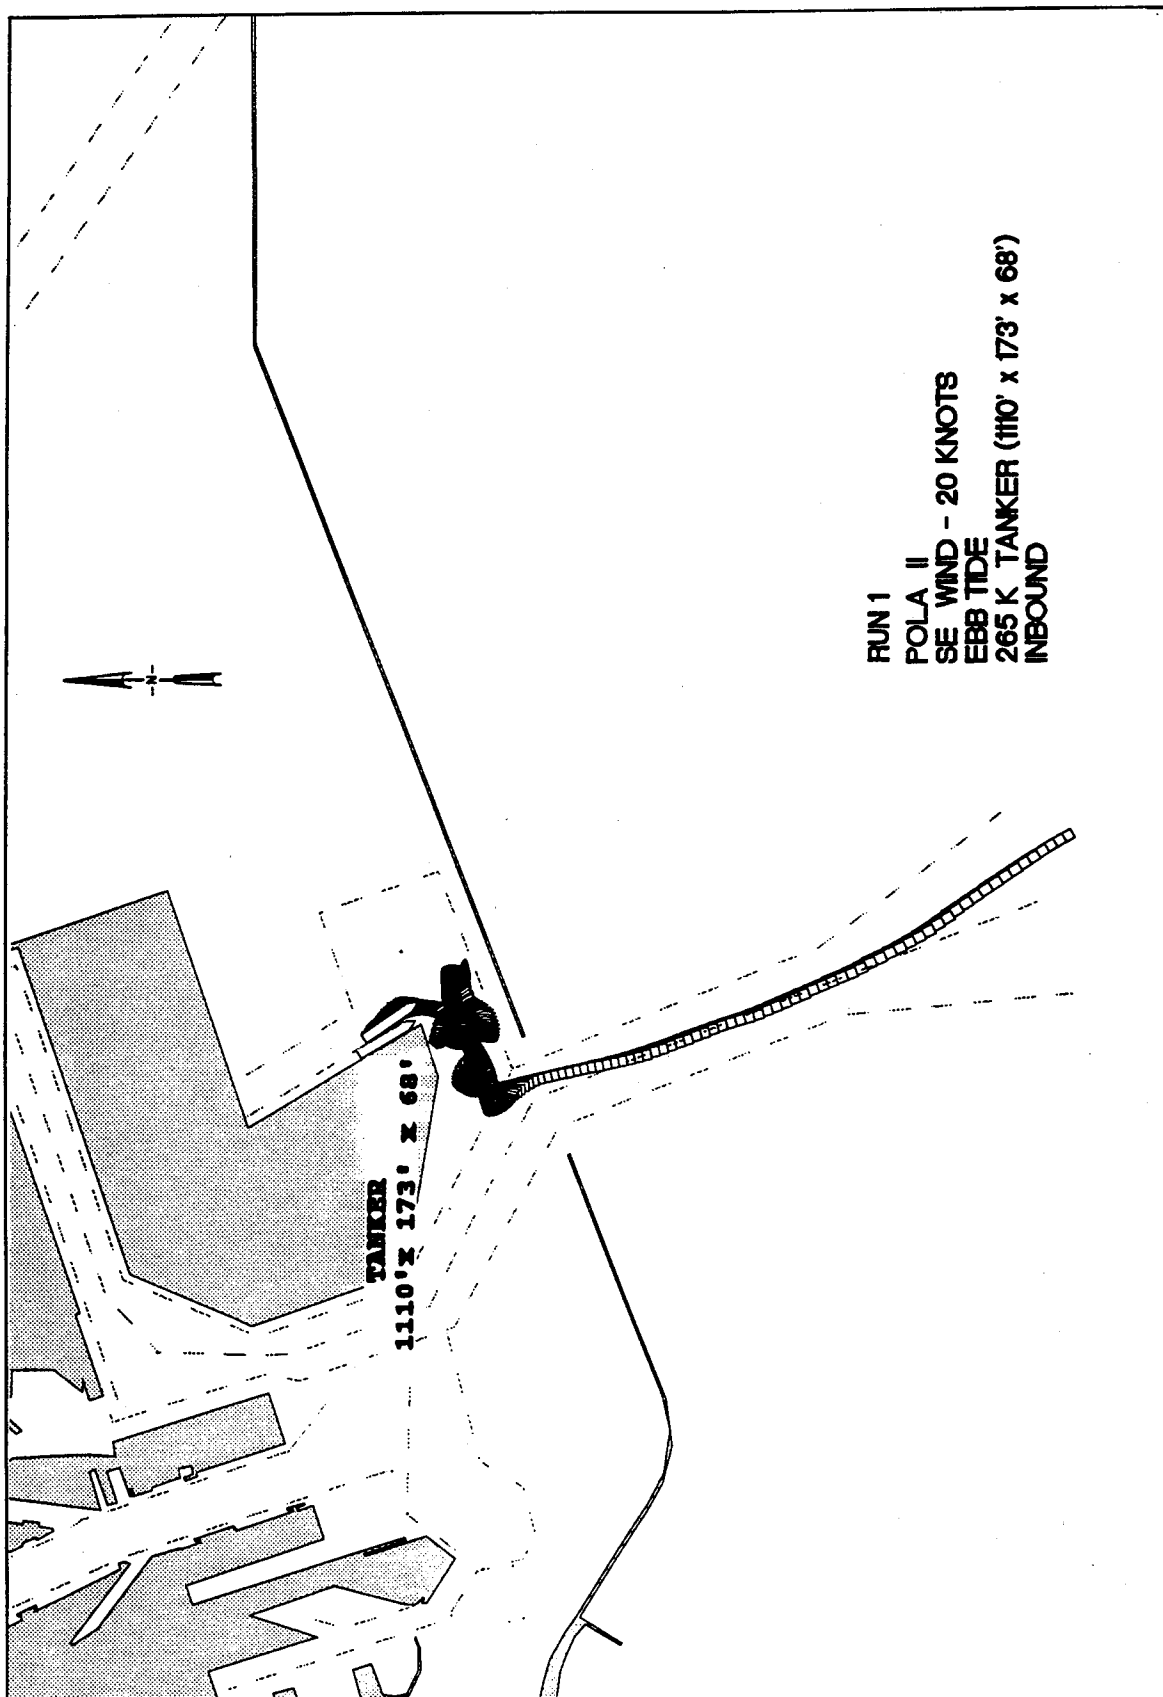 -N-
TANKER
1110'X 173' X 68'
RUN 1
POLA II
SE WIND - 20 KNOTS
EBB TIDE
265 K TANKER (1110' x 173' x 68')
INBOUND